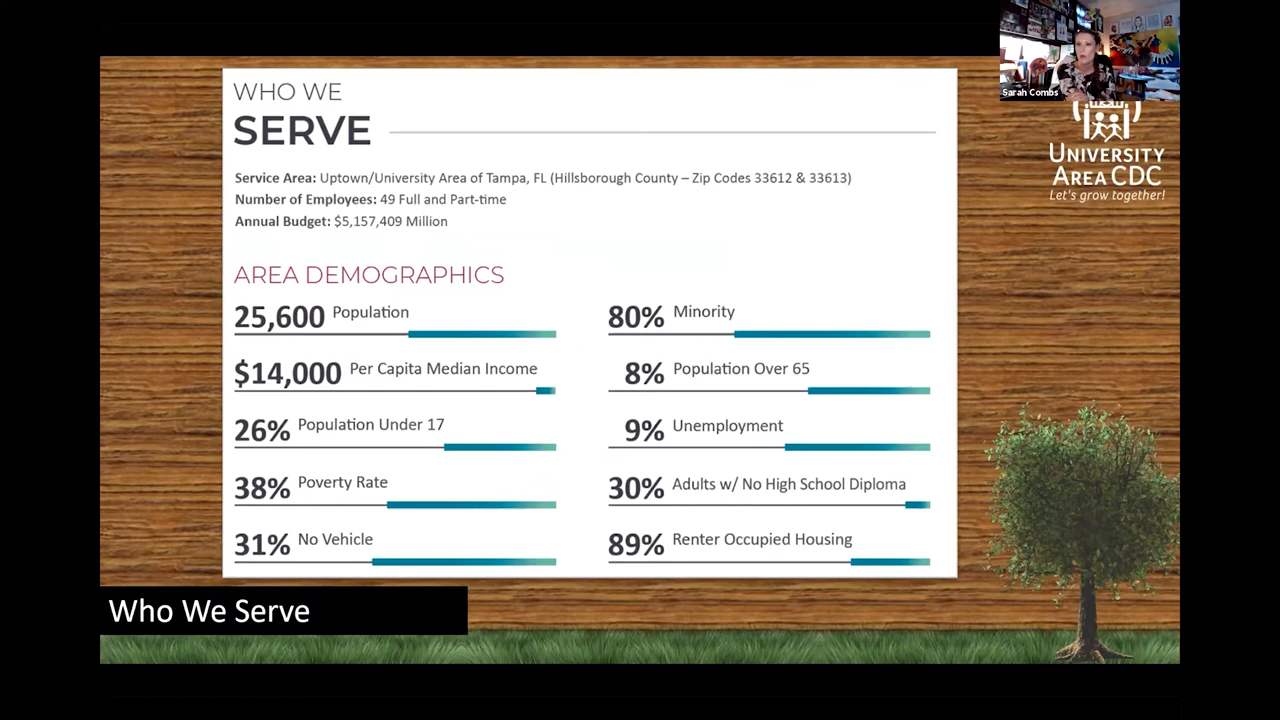 Sarah Combs
UNIVERSITY
AREA CDC
Let's grow together!
WHO WE
SERVE
Service Area: Uptown/University Area of Tampa, FL (Hillsborough County – Zip Codes 33612 & 33613)
Number of Employees: 49 Full and Part-time
Annual Budget: $5,157,409 Million
AREA DEMOGRAPHICS
25,600 Population
$14,000 Per Capita Median Income
26% Population Under 17
38% Poverty Rate
31% No Vehicle
80% Minority
8% Population Over 65
9% Unemployment
30% Adults w/ No High School Diploma
89% Renter Occupied Housing
Who We Serve